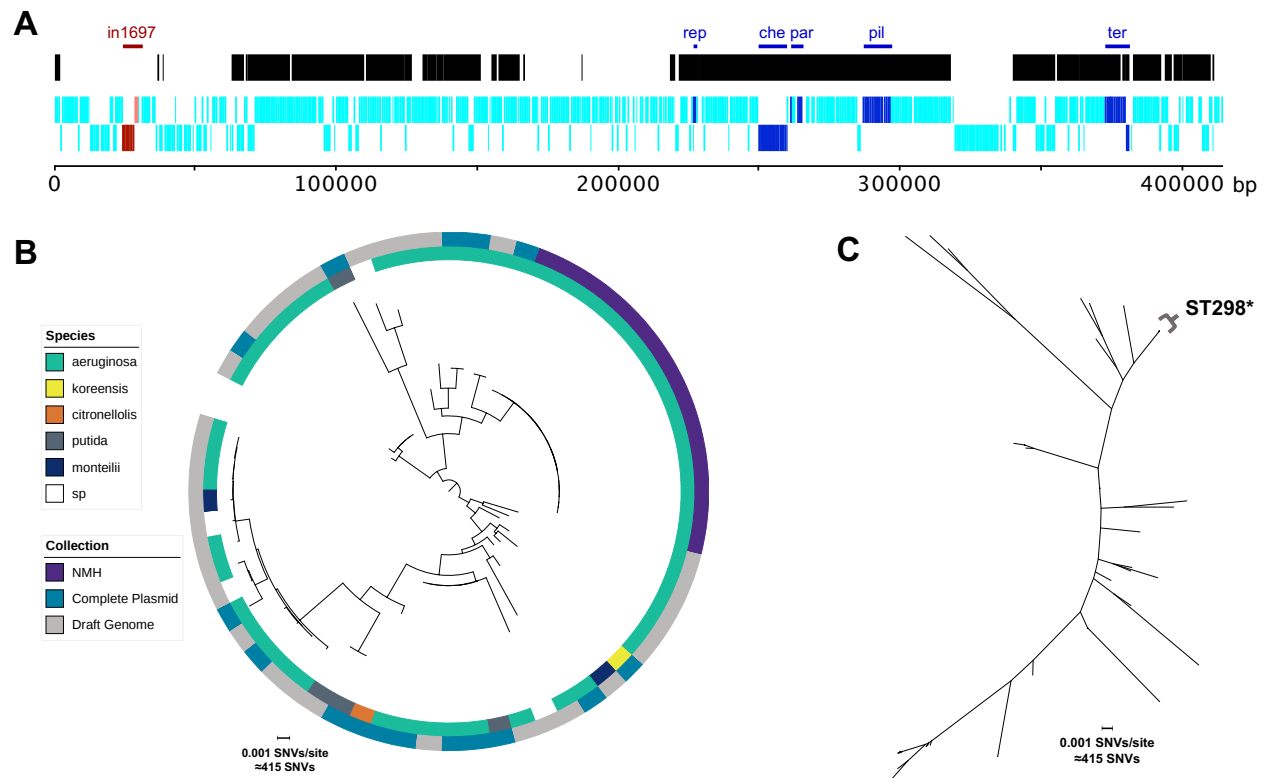 A
in1697
rep che par pil ter
0 100000 200000 300000 400000 bp
B
C
ST298*
Species
aeruginosa
koreensis
citronellolis
putida
monteilii
sp
Collection
NMH
Complete Plasmid
Draft Genome
0.001 SNVs/site
≈415 SNVs
0.001 SNVs/site
≈415 SNVs